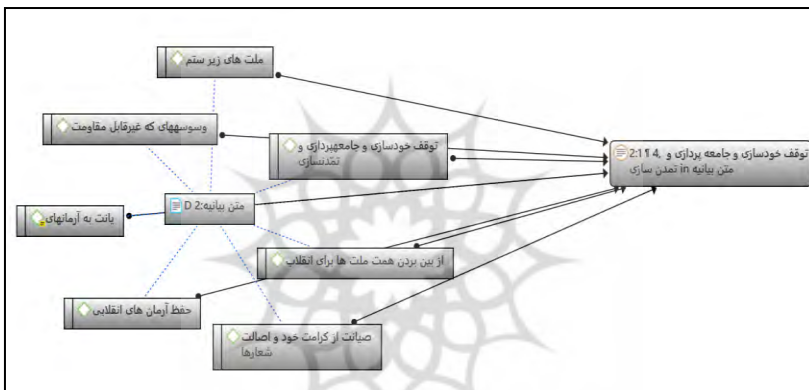 ملت های زیر ستم
وسوسههای که غیرقابل مقاومت
توقف خودسازی و جامعهپردازی و
تمدنسازی
2:1 ¶ 4, توقف خودسازی و جامعه پردازی و
تمدن سازی in متن بیانیه
D 2:متن بیانیه
یانت به آرمانهای
از بین بردن همت ملت ها برای انقلاب
حفظ آرمان های انقلابی
صیانت از کرامت خود و اصالت
شعارها